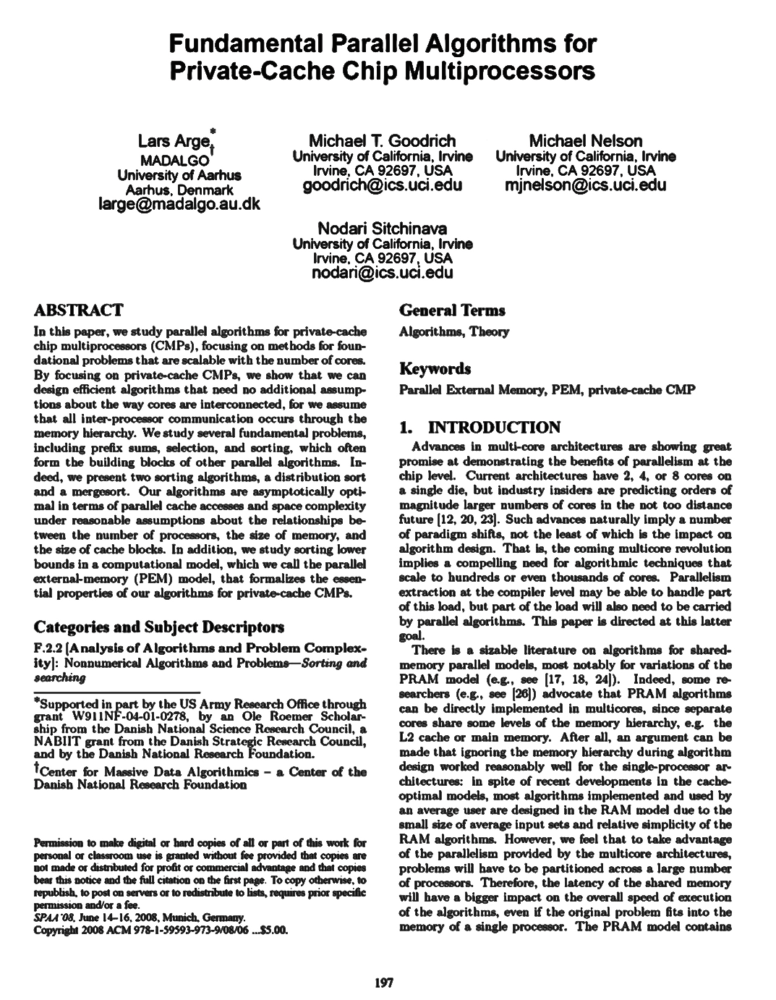 Fundamental Parallel Algorithms for
Private-Cache Chip Multiprocessors
Lars Arge*†
MADALGO
University of Aarhus
Aarhus, Denmark
large@madalgo.au.dk
Michael T. Goodrich
University of California, Irvine
Irvine, CA 92697, USA
goodrich@ics.uci.edu
Michael Nelson
University of California, Irvine
Irvine, CA 92697, USA
mjnelson@ics.uci.edu
Nodari Sitchinava
University of California, Irvine
Irvine, CA 92697, USA
nodari@ics.uci.edu
ABSTRACT
In this paper, we study parallel algorithms for private-cache
chip multiprocessors (CMPs), focusing on methods for foun-
dational problems that are scalable with the number of cores.
By focusing on private-cache CMPs, we show that we can
design efficient algorithms that need no additional assump-
tions about the way cores are interconnected, for we assume
that all inter-processor communication occurs through the
memory hierarchy. We study several fundamental problems,
including prefix sums, selection, and sorting, which often
form the building blocks of other parallel algorithms. In-
deed, we present two sorting algorithms, a distribution sort
and a mergesort. Our algorithms are asymptotically opti-
mal in terms of parallel cache accesses and space complexity
under reasonable assumptions about the relationships be-
tween the number of processors, the size of memory, and
the size of cache blocks. In addition, we study sorting lower
bounds in a computational model, which we call the parallel
external-memory (PEM) model, that formalizes the essen-
tial properties of our algorithms for private-cache CMPs.
Categories and Subject Descriptors
F.2.2 [Analysis of Algorithms and Problem Complex-
ity]: Nonnumerical Algorithms and Problems—Sorting and
searching
*Supported in part by the US Army Research Office through
grant W911NF-04-01-0278, by an Ole Roemer Scholar-
ship from the Danish National Science Research Council, a
NABIIT grant from the Danish Strategic Research Council,
and by the Danish National Research Foundation.
†Center for Massive Data Algorithmics – a Center of the
Danish National Research Foundation
Permission to make digital or hard copies of all or part of this work for
personal or classroom use is granted without fee provided that copies are
not made or distributed for profit or commercial advantage and that copies
bear this notice and the full citation on the first page. To copy otherwise, to
republish, to post on servers or to redistribute to lists, requires prior specific
permission and/or a fee.
SPAA'08, June 14–16, 2008, Munich, Germany.
Copyright 2008 ACM 978-1-59593-973-9/08/06 ...$5.00.
General Terms
Algorithms, Theory
Keywords
Parallel External Memory, PEM, private-cache CMP
1. INTRODUCTION
Advances in multi-core architectures are showing great
promise at demonstrating the benefits of parallelism at the
chip level. Current architectures have 2, 4, or 8 cores on
a single die, but industry insiders are predicting orders of
magnitude larger numbers of cores in the not too distance
future [12, 20, 23]. Such advances naturally imply a number
of paradigm shifts, not the least of which is the impact on
algorithm design. That is, the coming multicore revolution
implies a compelling need for algorithmic techniques that
scale to hundreds or even thousands of cores. Parallelism
extraction at the compiler level may be able to handle part
of this load, but part of the load will also need to be carried
by parallel algorithms. This paper is directed at this latter
goal.
There is a sizable literature on algorithms for shared-
memory parallel models, most notably for variations of the
PRAM model (e.g., see [17, 18, 24]). Indeed, some re-
searchers (e.g., see [26]) advocate that PRAM algorithms
can be directly implemented in multicores, since separate
cores share some levels of the memory hierarchy, e.g. the
L2 cache or main memory. After all, an argument can be
made that ignoring the memory hierarchy during algorithm
design worked reasonably well for the single-processor ar-
chitectures: in spite of recent developments in the cache-
optimal models, most algorithms implemented and used by
an average user are designed in the RAM model due to the
small size of average input sets and relative simplicity of the
RAM algorithms. However, we feel that to take advantage
of the parallelism provided by the multicore architectures,
problems will have to be partitioned across a large number
of processors. Therefore, the latency of the shared memory
will have a bigger impact on the overall speed of execution
of the algorithms, even if the original problem fits into the
memory of a single processor. The PRAM model contains
197